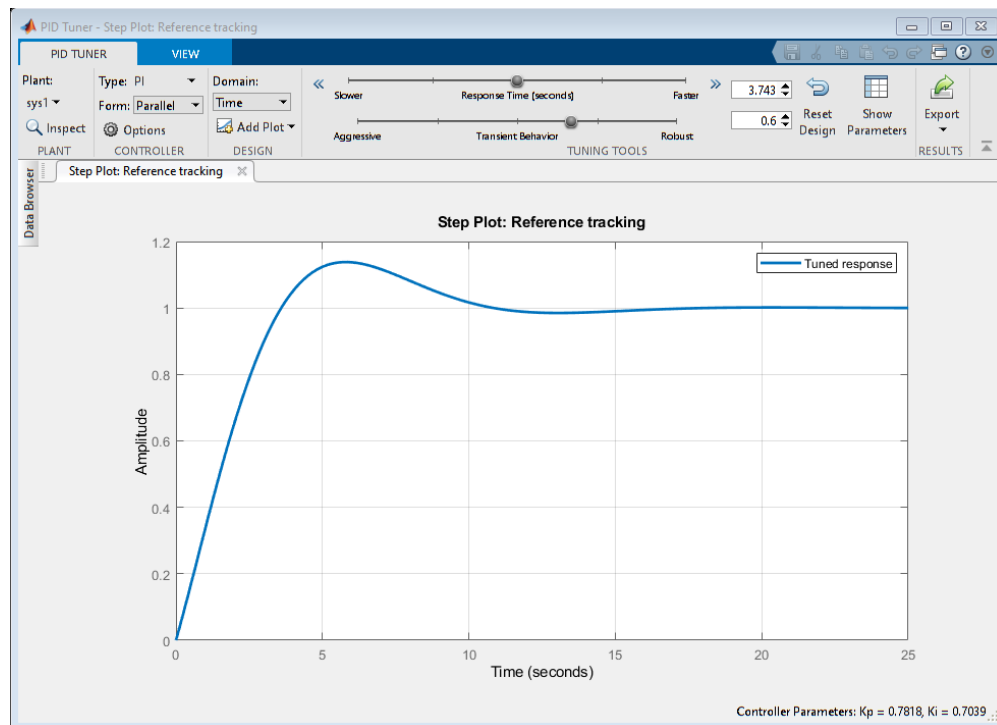 PID Tuner - Step Plot: Reference tracking
PID TUNER VIEW
Plant: Type: PI Domain:
sys1 Form: Parallel Time
Inspect Options Add Plot
PLANT CONTROLLER DESIGN
Slower Response Time (seconds) Faster 3.743
Aggressive Transient Behavior Robust 0.6
Reset Design
Show Parameters
Export
TUNING TOOLS RESULTS
Data Browser
Step Plot: Reference tracking
Step Plot: Reference tracking
Tuned response
Amplitude
1.2
1
0.8
0.6
0.4
0.2
0
0 5 10 15 20 25
Time (seconds)
Controller Parameters: Kp = 0.7818, Ki = 0.7039